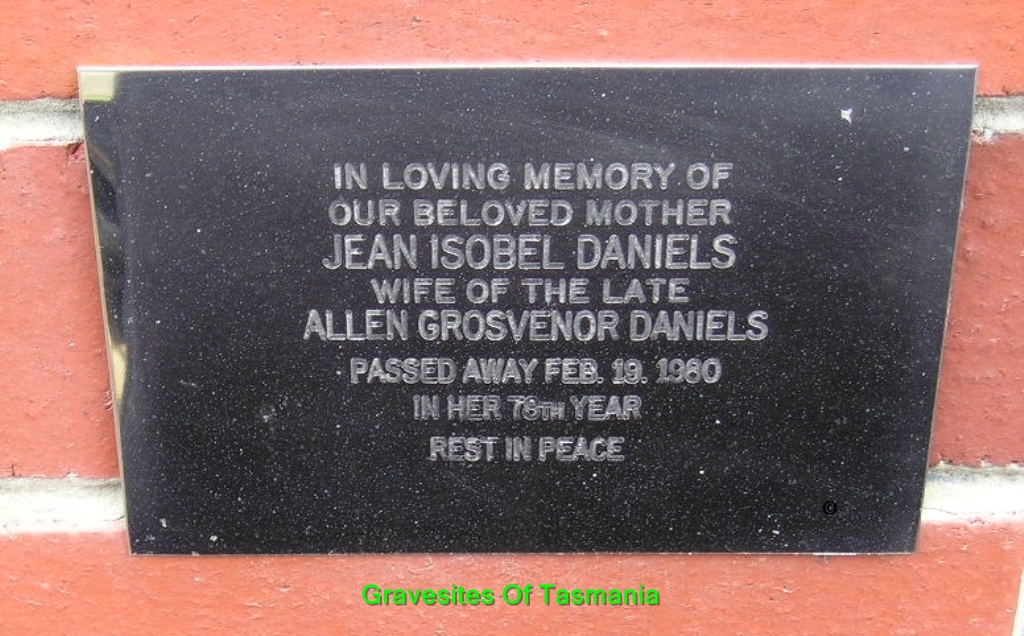 IN LOVING MEMORY OF
OUR BELOVED MOTHER
JEAN ISOBEL DANIELS
WIFE OF THE LATE
ALLEN GROSVENOR DANIELS
PASSED AWAY FEB. 19. 1980
IN HER 78TH YEAR
REST IN PEACE
©
Gravesites Of Tasmania